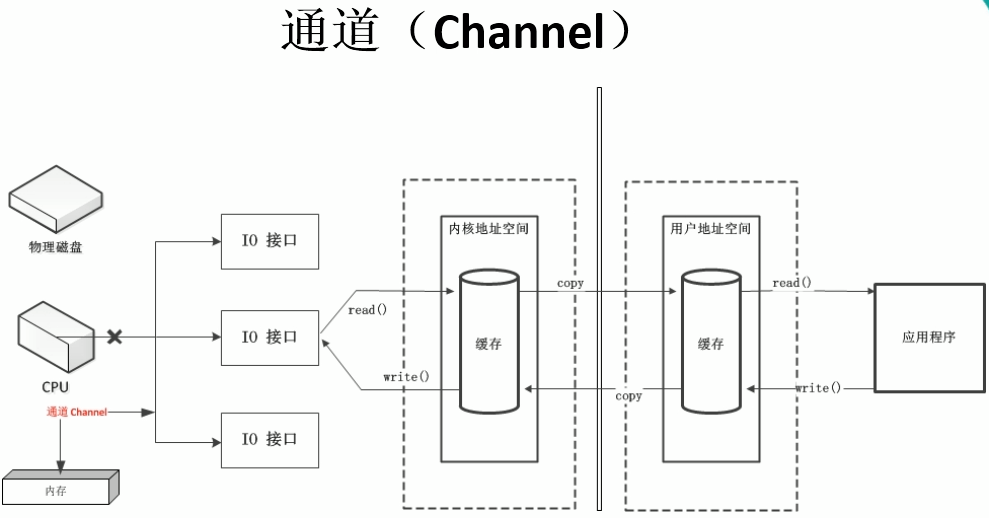 通道（Channel）
物理磁盘
CPU
通道 Channel
内存
IO 接口
IO 接口
IO 接口
read()
write()
内核地址空间
缓存
copy
copy
用户地址空间
缓存
read()
write()
应用程序